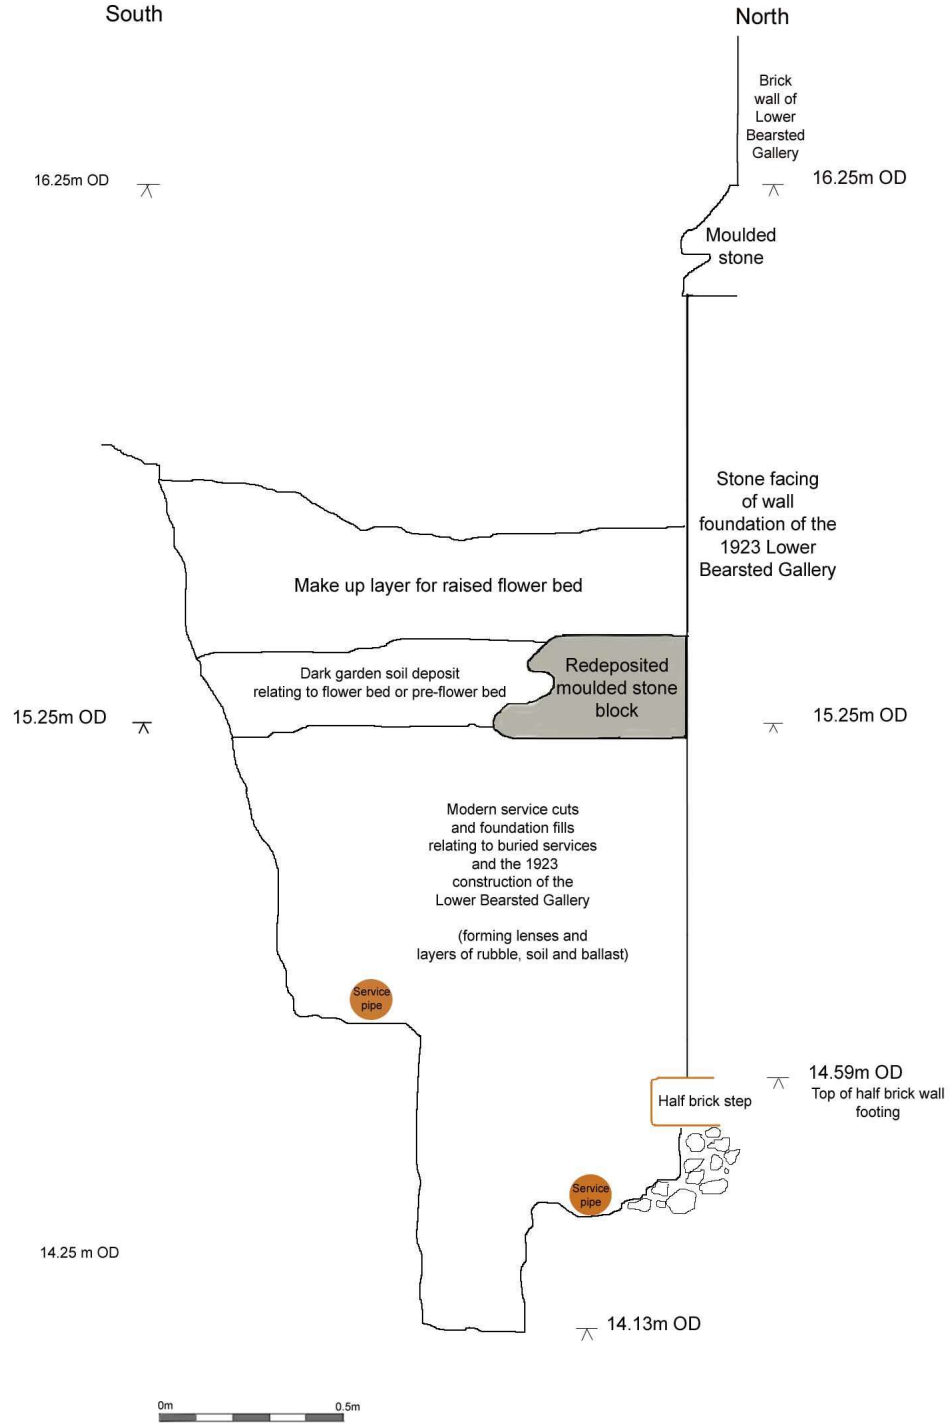 South
North
Brick
wall of
Lower
Bearsted
Gallery
16.25m OD
16.25m OD
Moulded
stone
Stone facing
of wall
foundation of the
1923 Lower
Bearsted Gallery
Make up layer for raised flower bed
Dark garden soil deposit
relating to flower bed or pre-flower bed
Redeposited
moulded stone
block
15.25m OD
15.25m OD
Modern service cuts
and foundation fills
relating to buried services
and the 1923
construction of the
Lower Bearsted Gallery
(forming lenses and
layers of rubble, soil and ballast)
Service
pipe
14.59m OD
Top of half brick wall
footing
Half brick step
Service
pipe
14.25 m OD
14.13m OD
0m
0.5m